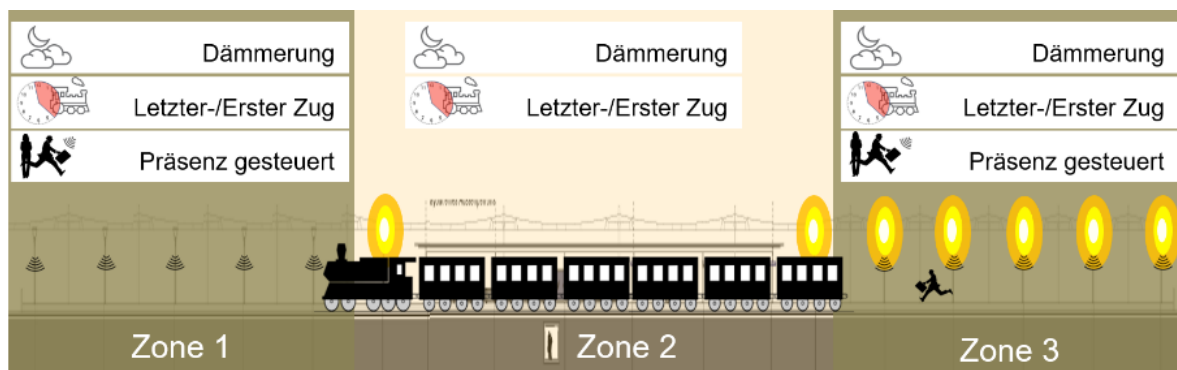 Dämmerung
Letzter-/Erster Zug
Präsenz gesteuert
Dämmerung
Letzter-/Erster Zug
Dämmerung
Letzter-/Erster Zug
Präsenz gesteuert
Zone 1
Zone 2
Zone 3